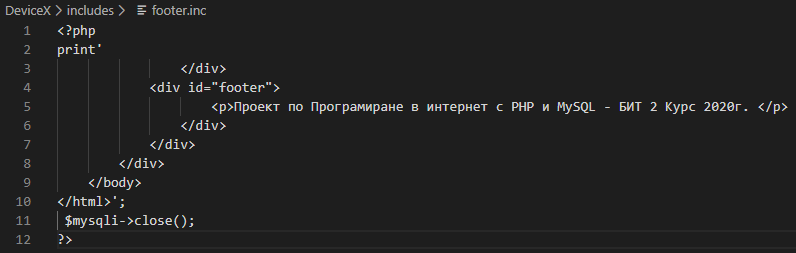 DeviceX > includes > footer.inc
1 <?php
2 print'
3 </div>
4 <div id="footer">
5 <p>Проект по Програмиране в интернет с PHP и MySQL - БИТ 2 Курс 2020г. </p>
6 </div>
7 </div>
8 </div>
9 </body>
10 </html>';
11 $mysqli->close();
12 ?>